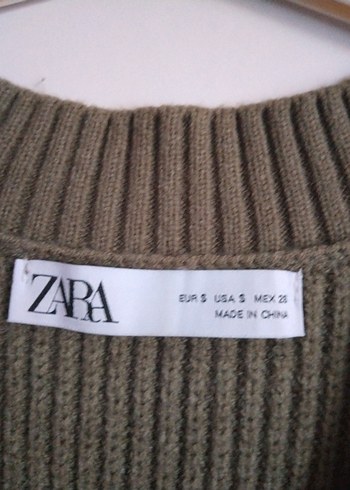 ZARA
EUR S USA S MEX 26
MADE IN CHINA